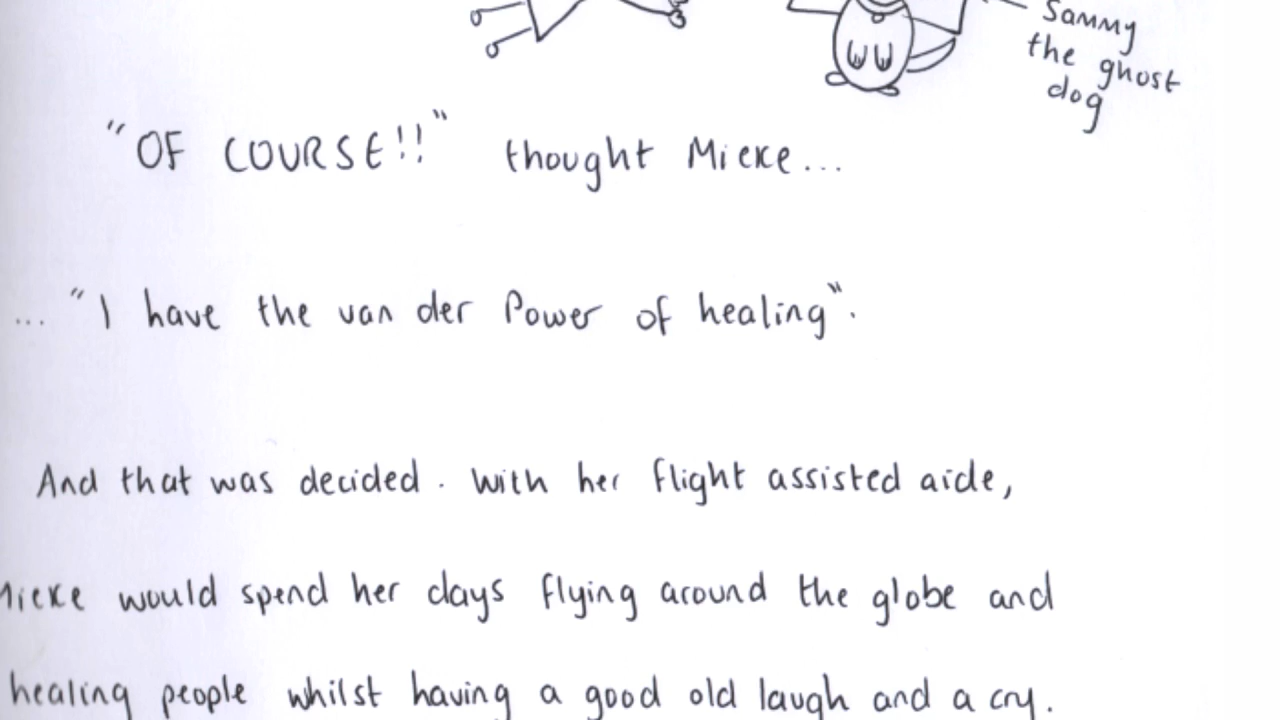 Sammy
the ghost
dog
"OF COURSE!!" thought Mieke...
... "I have the van der Power of healing".
And that was decided. With her flight assisted aide,
Mieke would spend her days flying around the globe and
healing people whilst having a good old laugh and a cry.